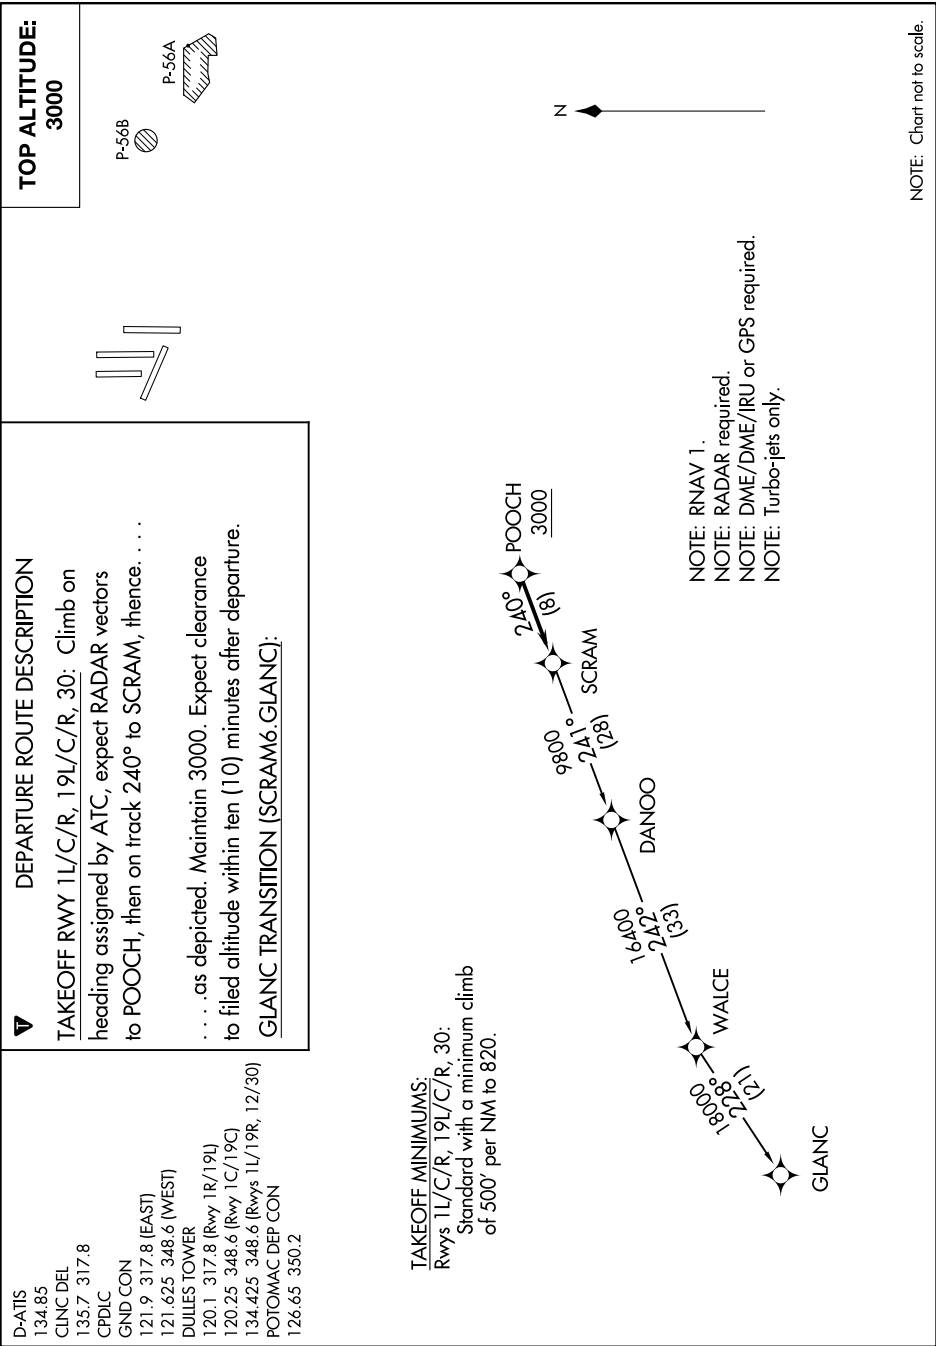 D-ATIS
134.85
CLNC DEL
135.7 317.8
CPDLC
GND CON
121.9 317.8 (EAST)
121.625 348.6 (WEST)
DULLES TOWER
120.1 317.8 (Rwy 1R/19L)
120.25 348.6 (Rwy 1C/19C)
134.425 348.6 (Rwys 1L/19R, 12/30)
POTOMAC DEP CON
126.65 350.2
T
DEPARTURE ROUTE DESCRIPTION
TAKEOFF RWY 1L/C/R, 19L/C/R, 30: Climb on
heading assigned by ATC, expect RADAR vectors
to POOCH, then on track 240° to SCRAM, thence. . . .
. . . .as depicted. Maintain 3000. Expect clearance
to filed altitude within ten (10) minutes after departure.
GLANC TRANSITION (SCRAM6.GLANC):
TOP ALTITUDE:
3000
P-56B
P-56A
N
TAKEOFF MINIMUMS:
Rwys 1L/C/R, 19L/C/R, 30:
Standard with a minimum climb
of 500' per NM to 820.
POOCH
3000
240°
(8)
SCRAM
9800
241°
(28)
DANOO
16400
242°
(33)
WALCE
18000
228°
(21)
GLANC
NOTE: RNAV 1.
NOTE: RADAR required.
NOTE: DME/DME/IRU or GPS required.
NOTE: Turbo-jets only.
NOTE: Chart not to scale.